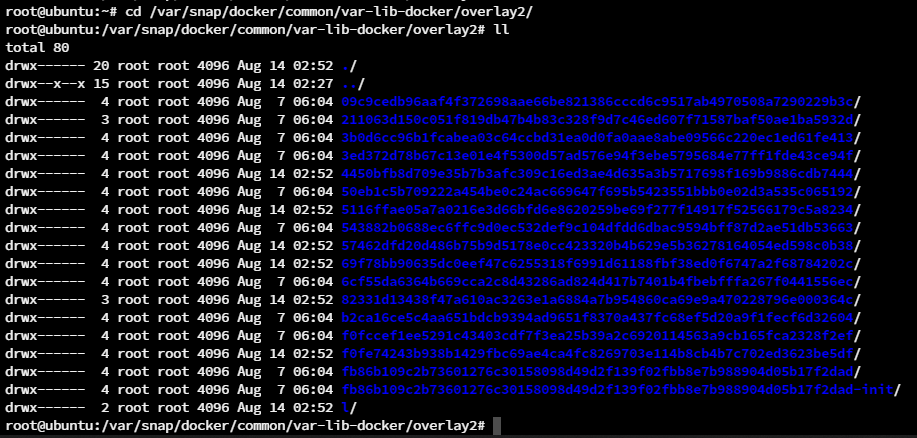 root@ubuntu:~# cd /var/snap/docker/common/var-lib-docker/overlay2/
root@ubuntu:/var/snap/docker/common/var-lib-docker/overlay2# ll
total 80
drwx------ 20 root root 4096 Aug 14 02:52 ./
drwx--x--x 15 root root 4096 Aug 14 02:27 ../
drwx------  4 root root 4096 Aug  7 06:04 09c9cedb96aaf4f372698aae66be821386cccd6c9517ab4970508a7290229b3c/
drwx------  3 root root 4096 Aug  7 06:04 211063d150c051f819db47b4b83c328f9d7c46ed607f71587baf50ae1ba5932d/
drwx------  4 root root 4096 Aug  7 06:04 3b0d6cc96b1fcabea03c64ccbd31ea0d0fa0aae8abe09566c220ec1ed61fe413/
drwx------  4 root root 4096 Aug  7 06:04 3ed372d78b67c13e01e4f5300d57ad576e94f3ebe5795684e77ff1fde43ce94f/
drwx------  4 root root 4096 Aug 14 02:52 4450bfb8d709e35b7b3afc309c16ed3ae4d635a3b5717698f169b9886cdb7444/
drwx------  4 root root 4096 Aug  7 06:04 50eb1c5b709222a454be0c24ac669647f695b5423551bbb0e02d3a535c065192/
drwx------  4 root root 4096 Aug 14 02:52 5116ffae05a7a0216e3d66bfd6e8620259be69f277f14917f52566179c5a8234/
drwx------  4 root root 4096 Aug  7 06:04 543882b0688ec6ffc9d0ec532def9c104dfdd6dbac9594bff87d2ae51db53663/
drwx------  4 root root 4096 Aug 14 02:52 57462dfd20d486b75b9d5178e0cc423320b4b629e5b36278164054ed598c0b38/
drwx------  4 root root 4096 Aug 14 02:52 69f78bb90635dc0eef47c6255318f6991d61188fbf38ed0f6747a2f68784202c/
drwx------  4 root root 4096 Aug  7 06:04 6cf55da6364b669cca2c8d43286ad824d417b7401b4fbebfffa267f0441556ec/
drwx------  3 root root 4096 Aug 14 02:52 82331d13438f47a610ac3263e1a6884a7b954860ca69e9a470228796e000364c/
drwx------  4 root root 4096 Aug  7 06:04 b2ca16ce5c4aa651bdcb9394ad9651f8370a437fc68ef5d20a9f1fecf6d32604/
drwx------  4 root root 4096 Aug  7 06:04 f0fccef1ee5291c43403cdf7f3ea25b39a2c6920114563a9cb165fca2328f2ef/
drwx------  4 root root 4096 Aug 14 02:52 f0fe74243b938b1429fbc69ae4ca4fc8269703e114b8cb4b7c702ed3623be5df/
drwx------  4 root root 4096 Aug  7 06:04 fb86b109c2b73601276c30158098d49d2f139f02fbb8e7b988904d05b17f2dad/
drwx------  4 root root 4096 Aug  7 06:04 fb86b109c2b73601276c30158098d49d2f139f02fbb8e7b988904d05b17f2dad-init/
drwx------  2 root root 4096 Aug 14 02:52 l/
root@ubuntu:/var/snap/docker/common/var-lib-docker/overlay2#